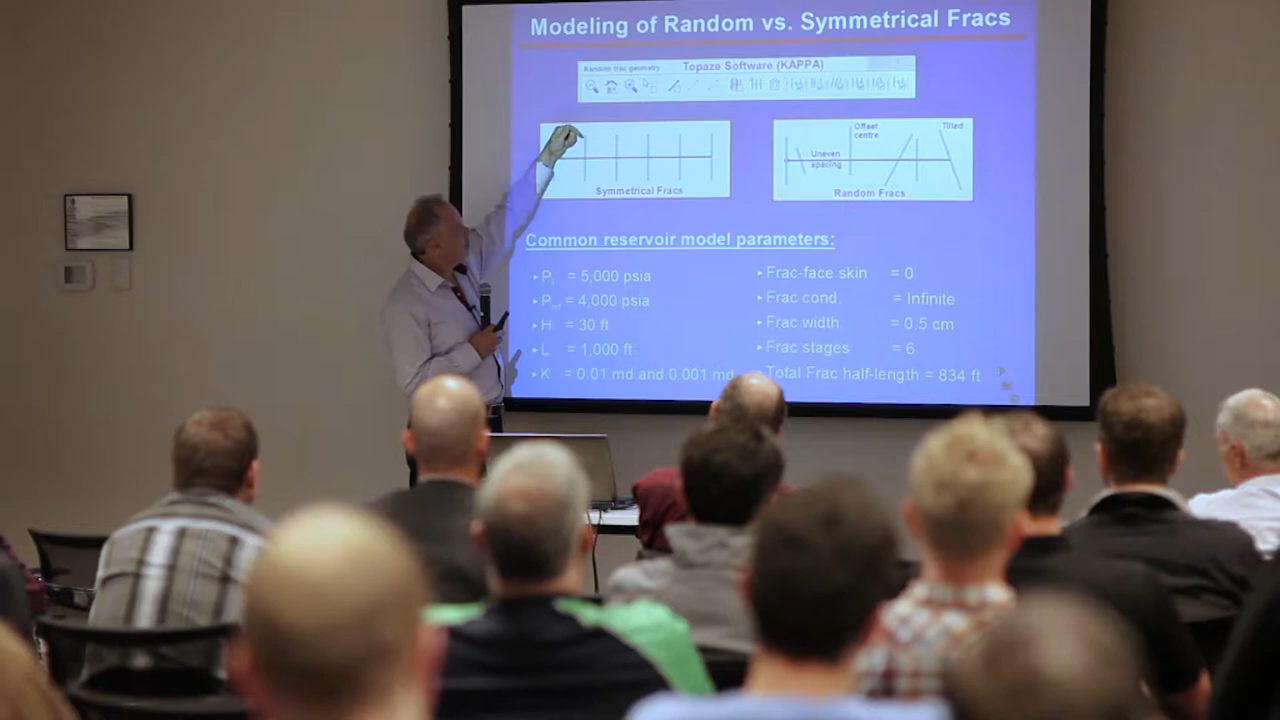 Modeling of Random vs. Symmetrical Fracs
Random frac geometry Topaze Software (KAPPA)
Offset
centre
Tilted
Uneven
spacing
Symmetrical Fracs
Random Fracs
Common reservoir model parameters:
▸ Pi = 5,000 psia
▸ Frac-face skin = 0
▸ P = 4,000 psia
▸ Frac cond. = Infinite
▸ H = 30 ft
▸ Frac width = 0.5 cm
▸ L = 1,000 ft
▸ Frac stages = 6
▸ K = 0.01 md and 0.001 md
Total Frac half-length = 834 ft